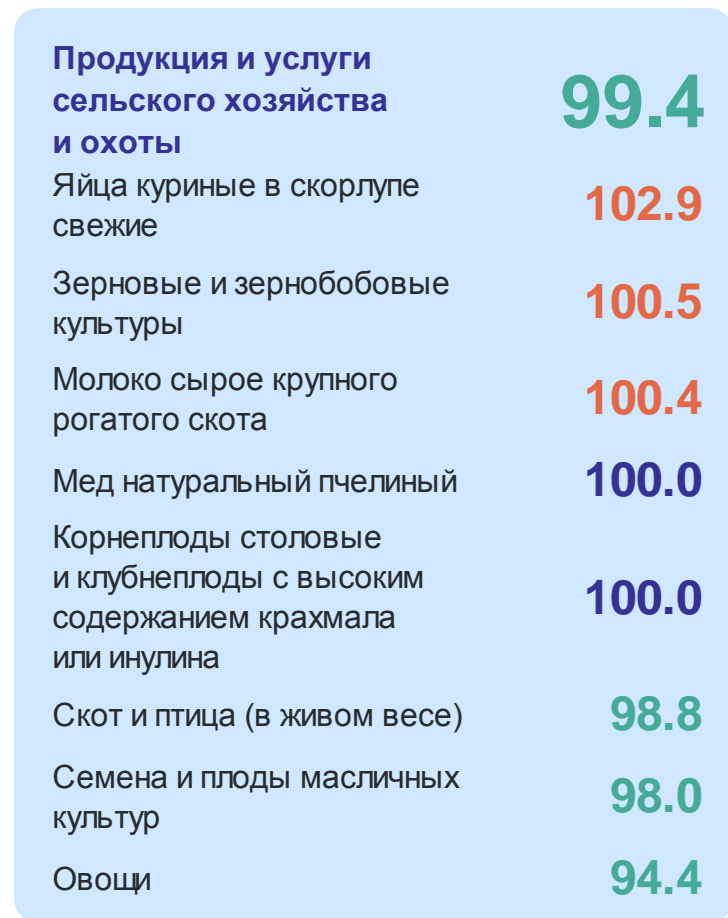 Продукция и услуги
сельского хозяйства
и охоты
99.4
Яйца куриные в скорлупе
свежие
102.9
Зерновые и зернобобовые
культуры
100.5
Молоко сырое крупного
рогатого скота
100.4
Мед натуральный пчелиный
100.0
Корнеплоды столовые
и клубнеплоды с высоким
содержанием крахмала
или инулина
100.0
Скот и птица (в живом весе)
98.8
Семена и плоды масличных
культур
98.0
Овощи
94.4